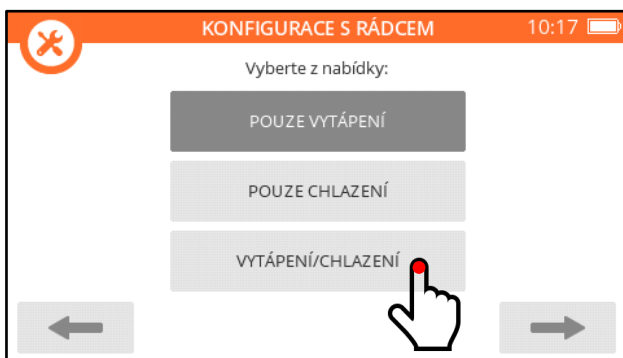 KONFIGURACE S RÁDCEM 10:17
Vyberte z nabídky:
POUZE VYTÁPENÍ
POUZE CHLAZENÍ
VYTÁPENÍ/CHLAZENÍ